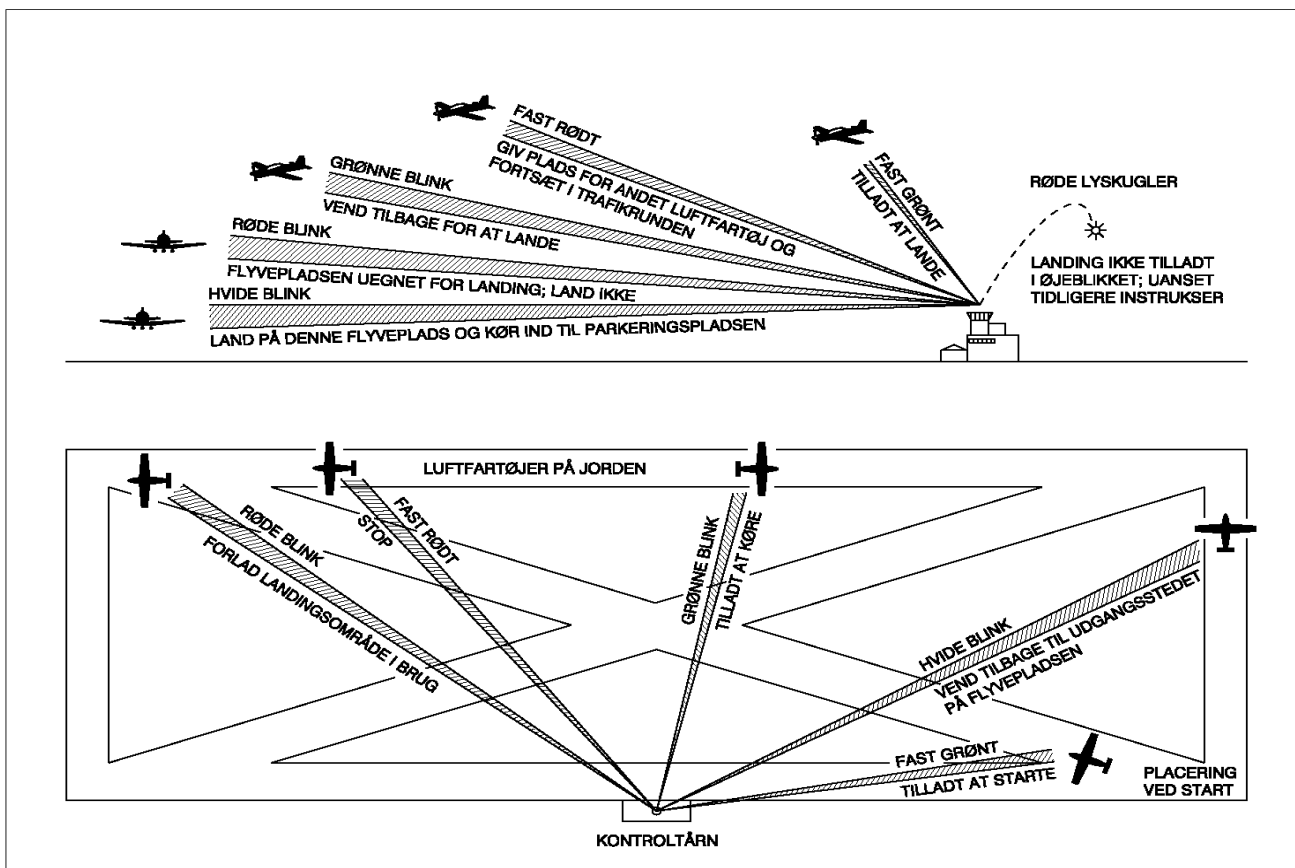 FAST RØDT
GIV PLADS FOR ANDET LUFTFARTØJ OG
FORTSÆT I TRAFIKRUNDEN
FAST GRØNT
TILLADT AT LANDE
GRØNNE BLINK
VEND TILBAGE FOR AT LANDE
RØDE LYSKUGLER
RØDE BLINK
FLYVEPLADSEN UEGNET FOR LANDING; LAND IKKE
LANDING IKKE TILLADT
I ØJEBLIKKET; UANSET
TIDLIGERE INSTRUKSER
HVIDE BLINK
LAND PÅ DENNE FLYVEPLADS OG KØR IND TIL PARKERINGSPLADSEN
LUFTFARTØJER PÅ JORDEN
RØDE BLINK
FORLAD LANDINGSOMRÅDE I BRUG
FAST RØDT
STOP
GRØNNE BLINK
TILLADT AT KØRE
HVIDE BLINK
VEND TILBAGE TIL UDGANGSSTEDET
PÅ FLYVEPLADSEN
FAST GRØNT
TILLADT AT STARTE
PLACERING
VED START
KONTROLTÅRN